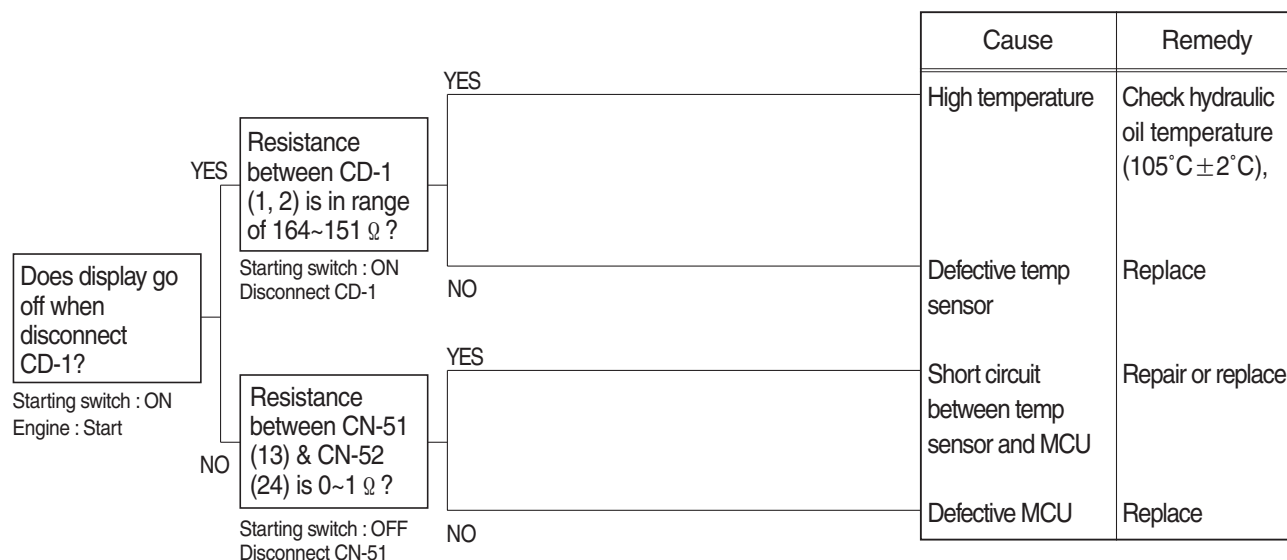 Cause
Remedy
YES
High temperature
Check hydraulic
oil temperature
(105˚C±2˚C),
YES
Resistance
between CD-1
(1, 2) is in range
of 164~151 Ω ?
Starting switch : ON
Disconnect CD-1
NO
Defective temp
sensor
Replace
Does display go
off when
disconnect
CD-1?
Starting switch : ON
Engine : Start
YES
Short circuit
between temp
sensor and MCU
Repair or replace
NO
Resistance
between CN-51
(13) & CN-52
(24) is 0~1 Ω ?
Starting switch : OFF
Disconnect CN-51
NO
Defective MCU
Replace